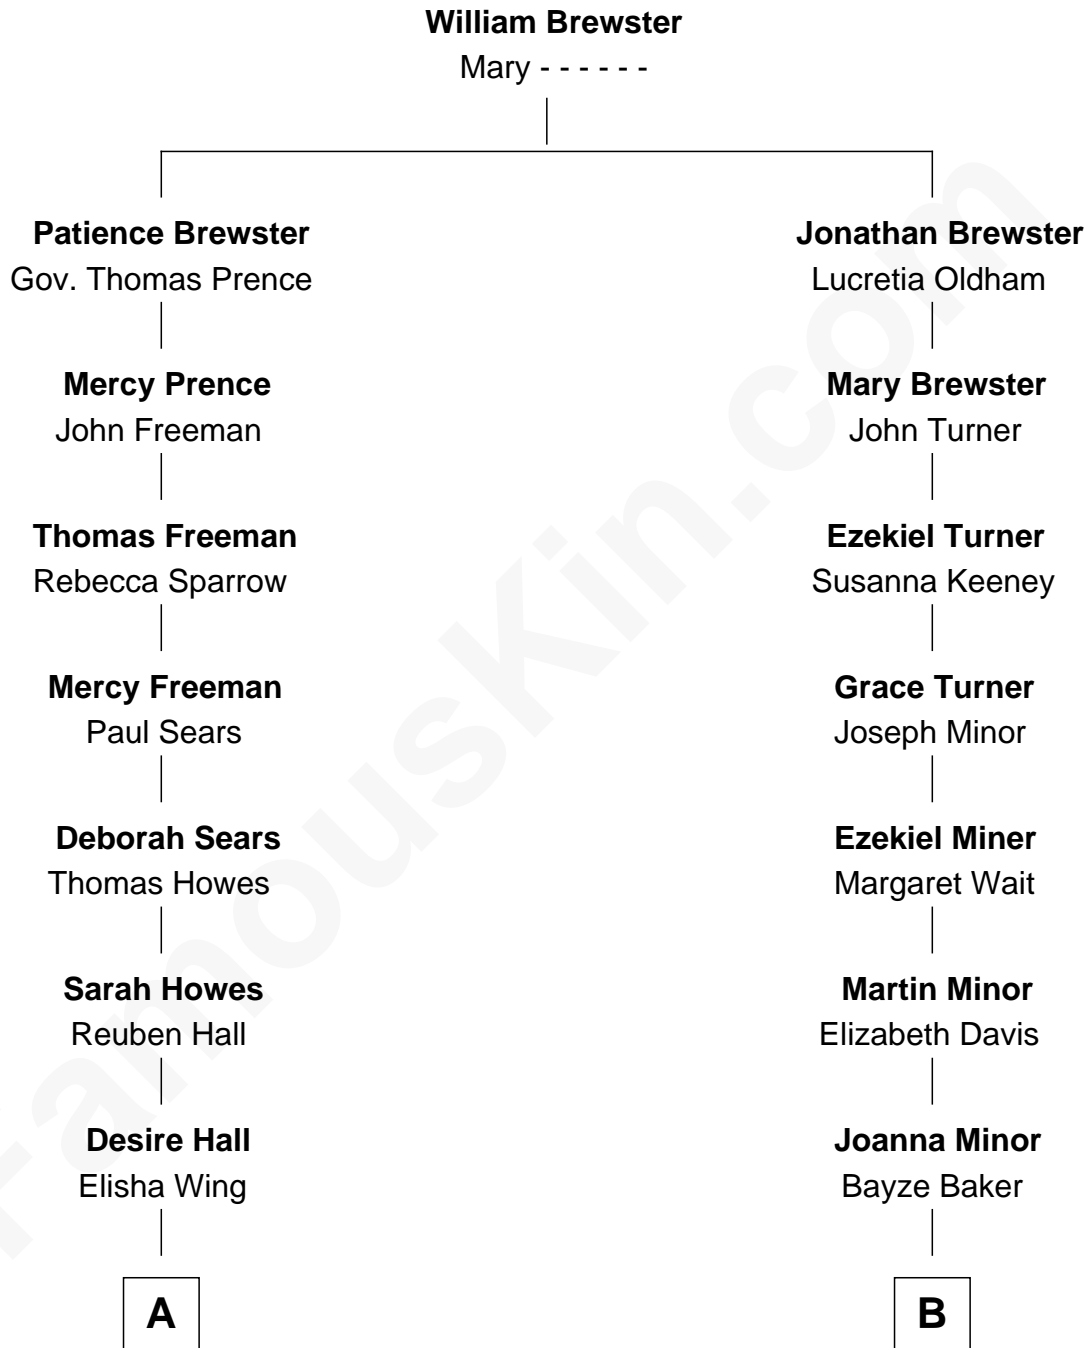 William Brewster
Mary - - - - - -
Patience Brewster
Gov. Thomas Prence
Jonathan Brewster
Lucretia Oldham
Mercy Prence
John Freeman
Mary Brewster
John Turner
Thomas Freeman
Rebecca Sparrow
Ezekiel Turner
Susanna Keeney
Mercy Freeman
Paul Sears
Grace Turner
Joseph Minor
Deborah Sears
Thomas Howes
Ezekiel Miner
Margaret Wait
Sarah Howes
Reuben Hall
Martin Minor
Elizabeth Davis
Desire Hall
Elisha Wing
Joanna Minor
Bayze Baker
A
B
FamousKin.com